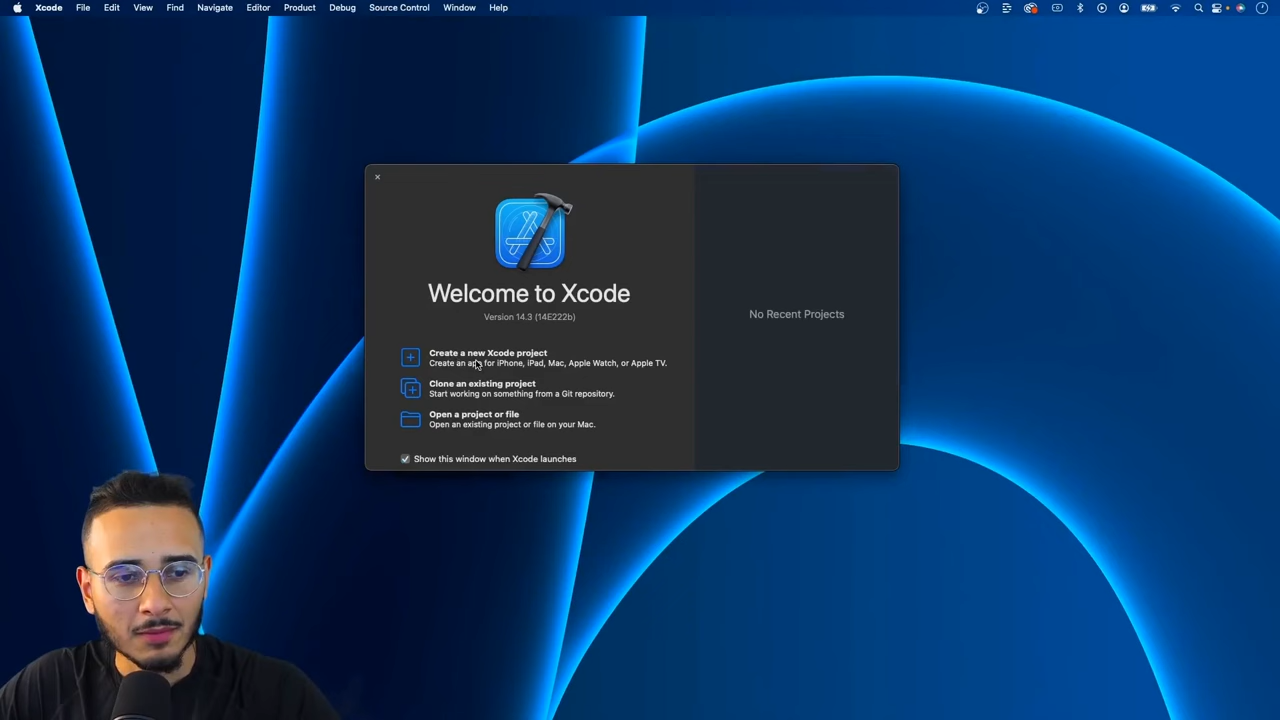 Xcode File Edit View Find Navigate Editor Product Debug Source Control Window Help
Welcome to Xcode
Version 14.3 (14E222b)
Create a new Xcode project
Create an app for iPhone, iPad, Mac, Apple Watch, or Apple TV.
Clone an existing project
Start working on something from a Git repository.
Open a project or file
Open an existing project or file on your Mac.
Show this window when Xcode launches
No Recent Projects